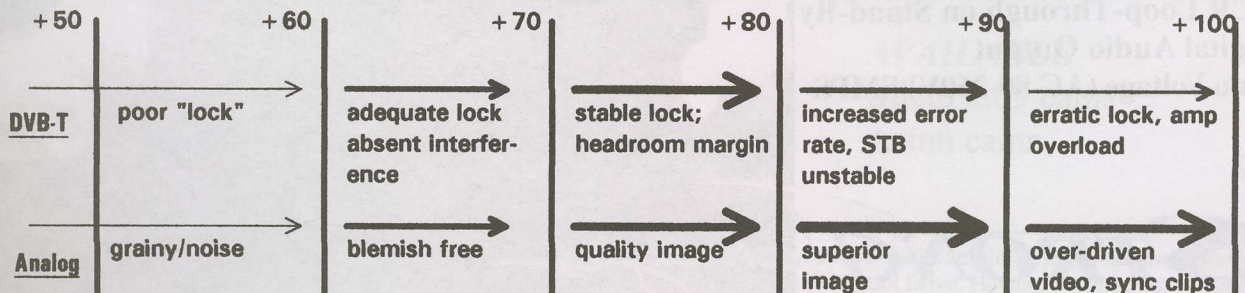 +50 +60 +70 +80 +90 +100
DVB-T
poor "lock"
adequate lock
absent interfer-
ence
stable lock;
headroom margin
increased error
rate, STB
unstable
erratic lock, amp
overload
Analog
grainy/noise
blemish free
quality image
superior
image
over-driven
video, sync clips